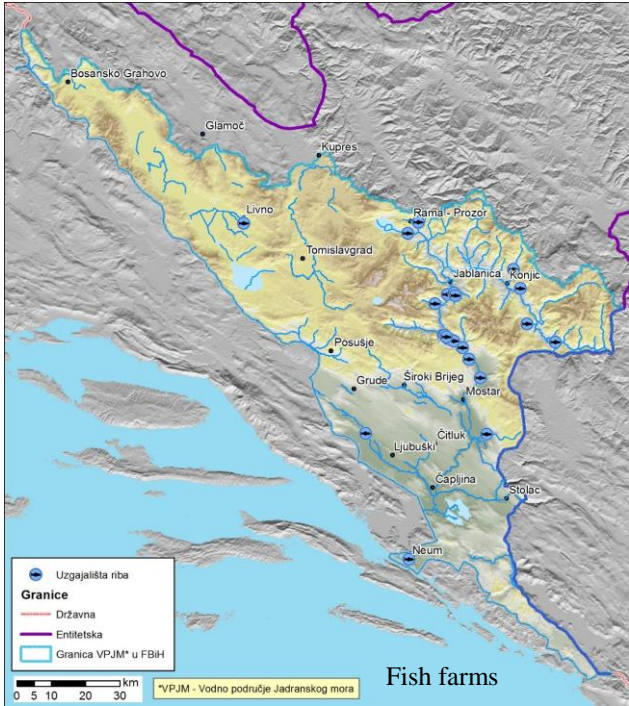 Bosansko Grahovo
Glamoč
Kupres
Livno
Rama - Prozor
Tomislavgrad
Jablanica
Konjic
Posušje
Grude
Široki Brijeg
Mostar
Čitluk
Ljubuški
Čapljina
Stolac
Neum
Uzgajališta riba
Granice
Državna
Entitetska
Granica VPJM* u FBiH
km
0 5 10 20 30
*VPJM - Vodno područje Jadranskog mora
Fish farms